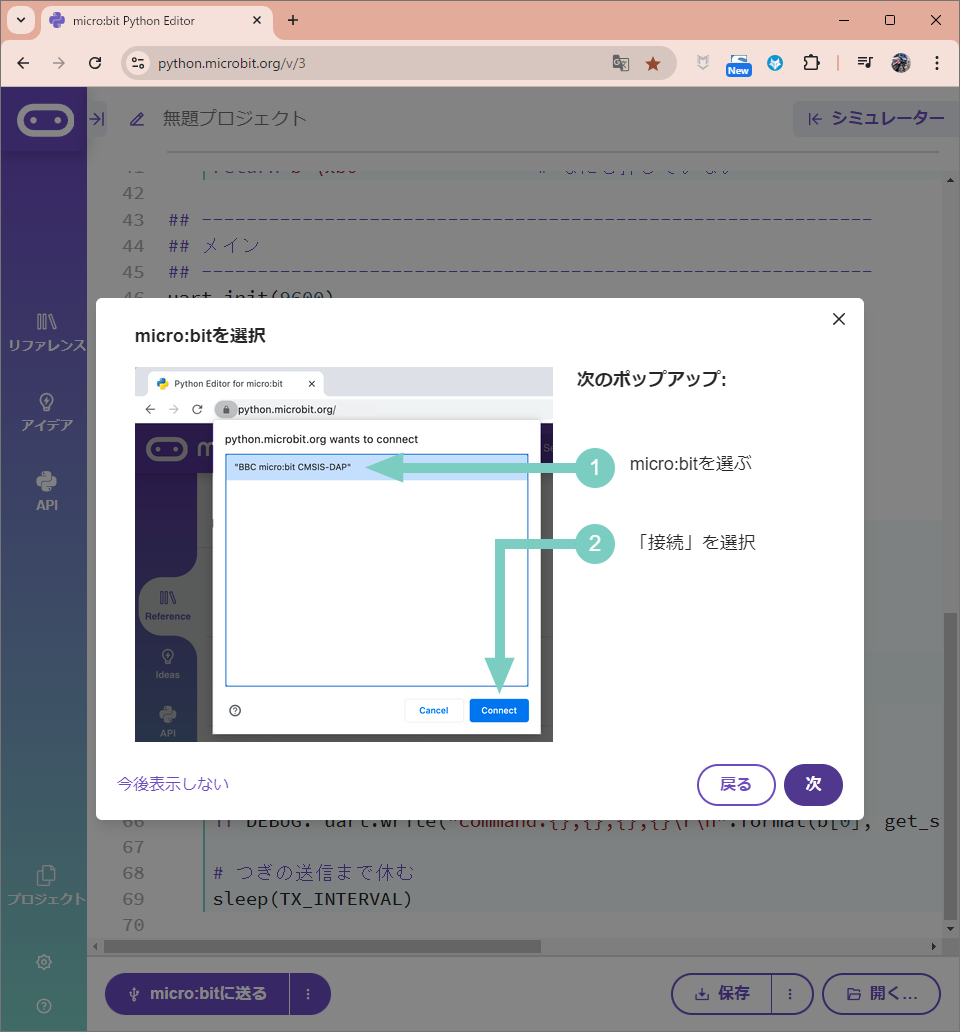 micro:bit Python Editor
python.microbit.org/v/3
New
無題プロジェクト
シミュレーター
42
43 ## ------------------------------------------------------------
44 ## メイン
45 ## ------------------------------------------------------------
46 uart.init(9600)
リファレンス
アイデア
API
micro:bitを選択
Python Editor for micro:bit
python.microbit.org/
python.microbit.org wants to connect
"BBC micro:bit CMSIS-DAP"
Reference
Ideas
API
Cancel
Connect
次のポップアップ:
1 micro:bitを選ぶ
2 「接続」を選択
今後表示しない
戻る
次
66 if DEBUG: uart.write("command:{},{},{},{}\r\n".format(b[0], get_s
67
68 # つぎの送信まで休む
69 sleep(TX_INTERVAL)
70
プロジェクト
micro:bitに送る
保存
開く...